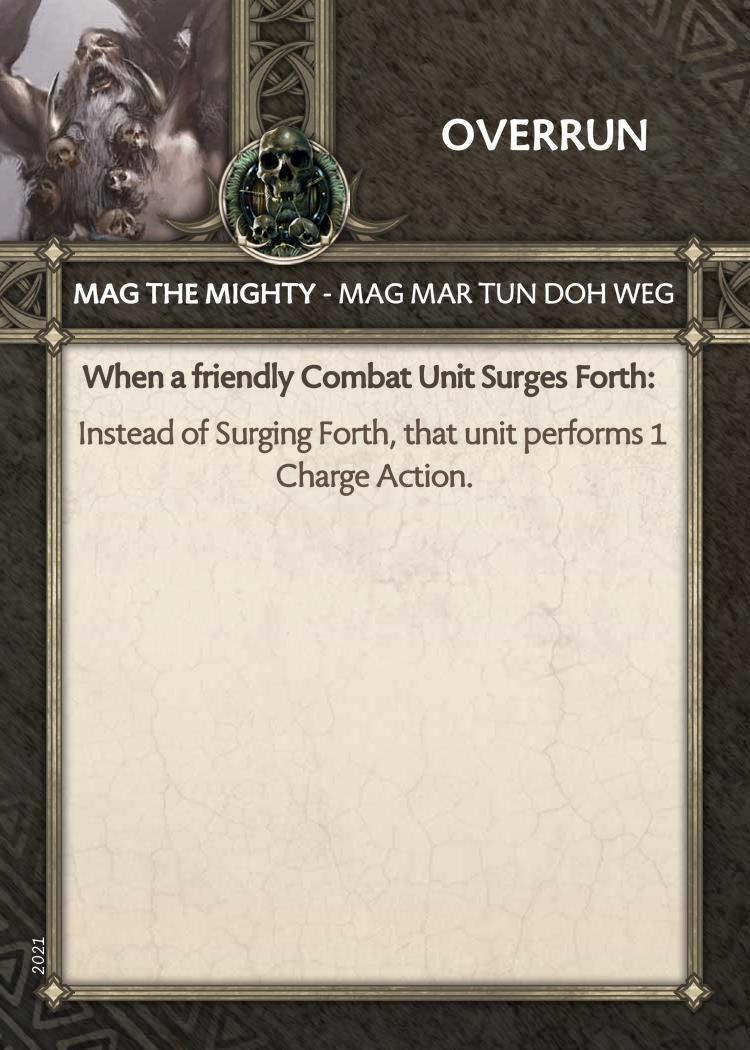 OVERRUN
MAG THE MIGHTY - MAG MAR TUN DOH WEG
When a friendly Combat Unit Surges Forth:
Instead of Surging Forth, that unit performs 1
Charge Action.
2021